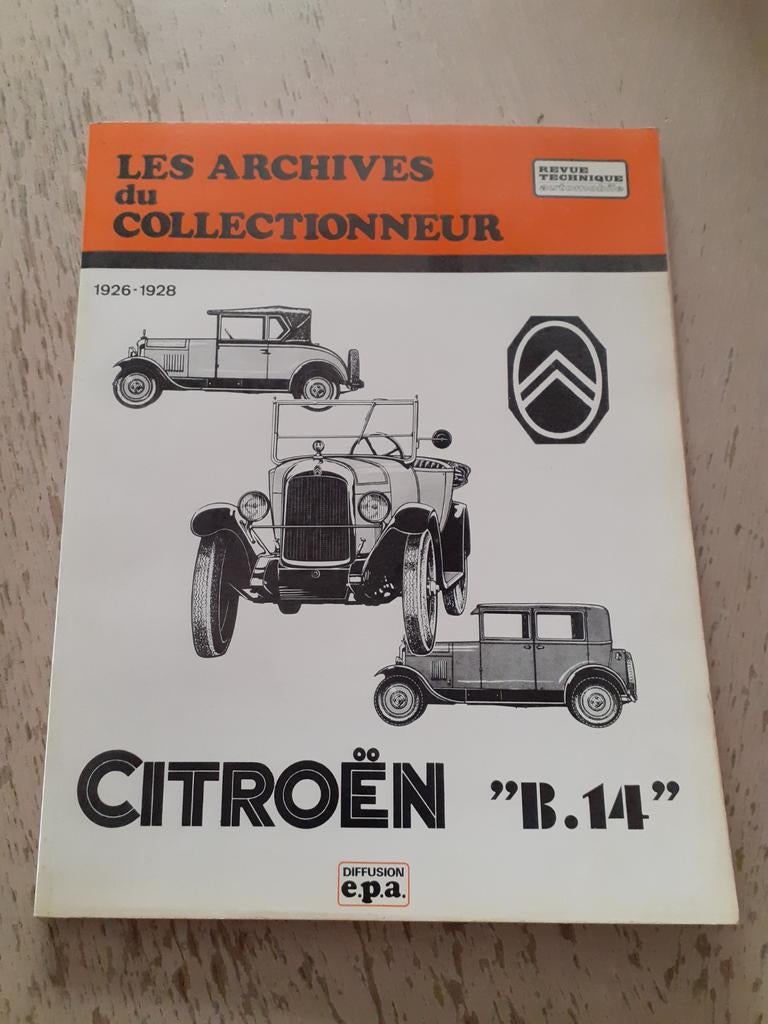 LES ARCHIVES
du
COLLECTIONNEUR
REVUE
TECHNIQUE
automobile
1926-1928
CITROËN "B.14"
DIFFUSION
e.p.a.